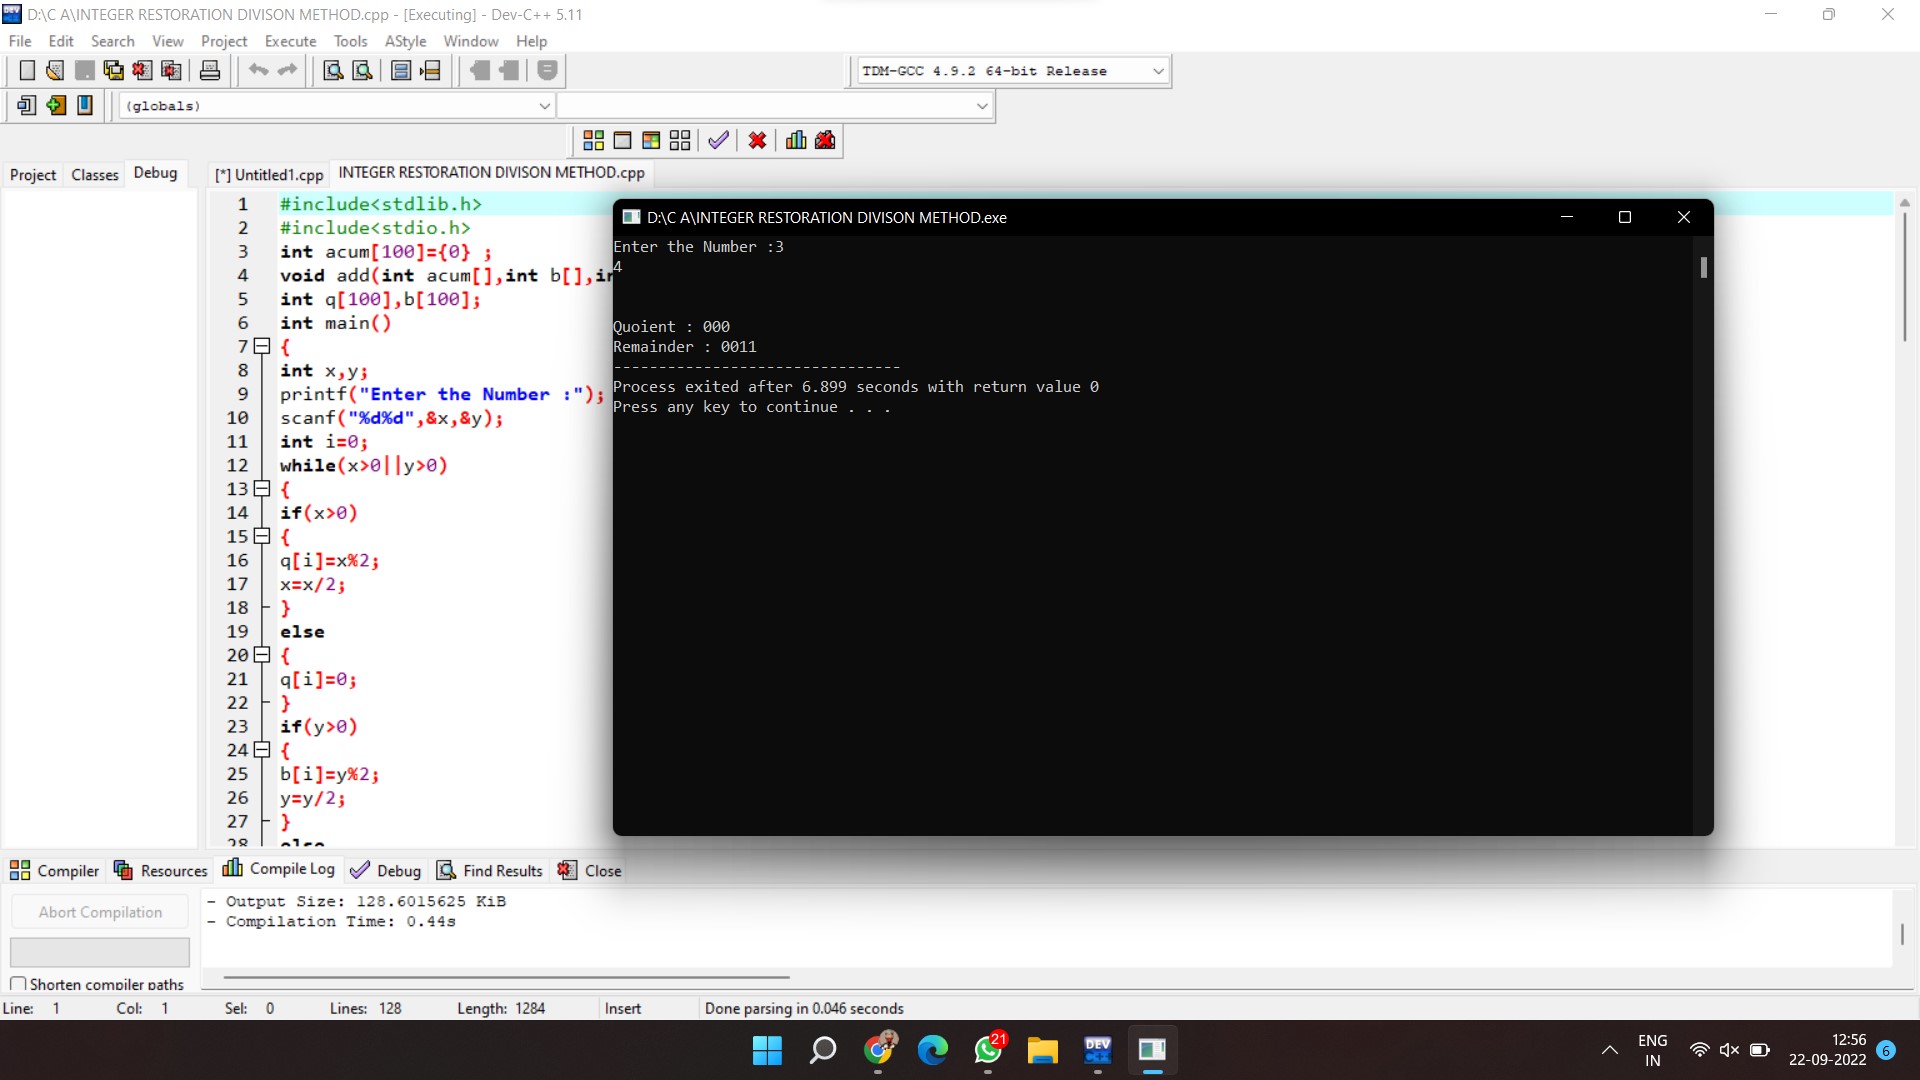 D:\C A\INTEGER RESTORATION DIVISON METHOD.cpp - [Executing] - Dev-C++ 5.11
File Edit Search View Project Execute Tools AStyle Window Help
TDM-GCC 4.9.2 64-bit Release
(globals)
Project Classes Debug
[*] Untitled1.cpp INTEGER RESTORATION DIVISON METHOD.cpp
1 #include<stdlib.h>
2 #include<stdio.h>
3 int acum[100]={0} ;
4 void add(int acum[],int b[],in
5 int q[100],b[100];
6 int main()
7 {
8 int x,y;
9 printf("Enter the Number :");
10 scanf("%d%d",&x,&y);
11 int i=0;
12 while(x>0||y>0)
13 {
14 if(x>0)
15 {
16 q[i]=x%2;
17 x=x/2;
18 }
19 else
20 {
21 q[i]=0;
22 }
23 if(y>0)
24 {
25 b[i]=y%2;
26 y=y/2;
27 }
28 else
D:\C A\INTEGER RESTORATION DIVISON METHOD.exe
Enter the Number :3
4
Quoient : 000
Remainder : 0011
--------------------------------
Process exited after 6.899 seconds with return value 0
Press any key to continue . . .
Compiler Resources Compile Log Debug Find Results Close
Abort Compilation
Shorten compiler paths
- Output Size: 128.6015625 KiB
- Compilation Time: 0.44s
Line: 1 Col: 1 Sel: 0 Lines: 128 Length: 1284 Insert Done parsing in 0.046 seconds
21
DEV
C++
ENG
IN
12:56
22-09-2022
6